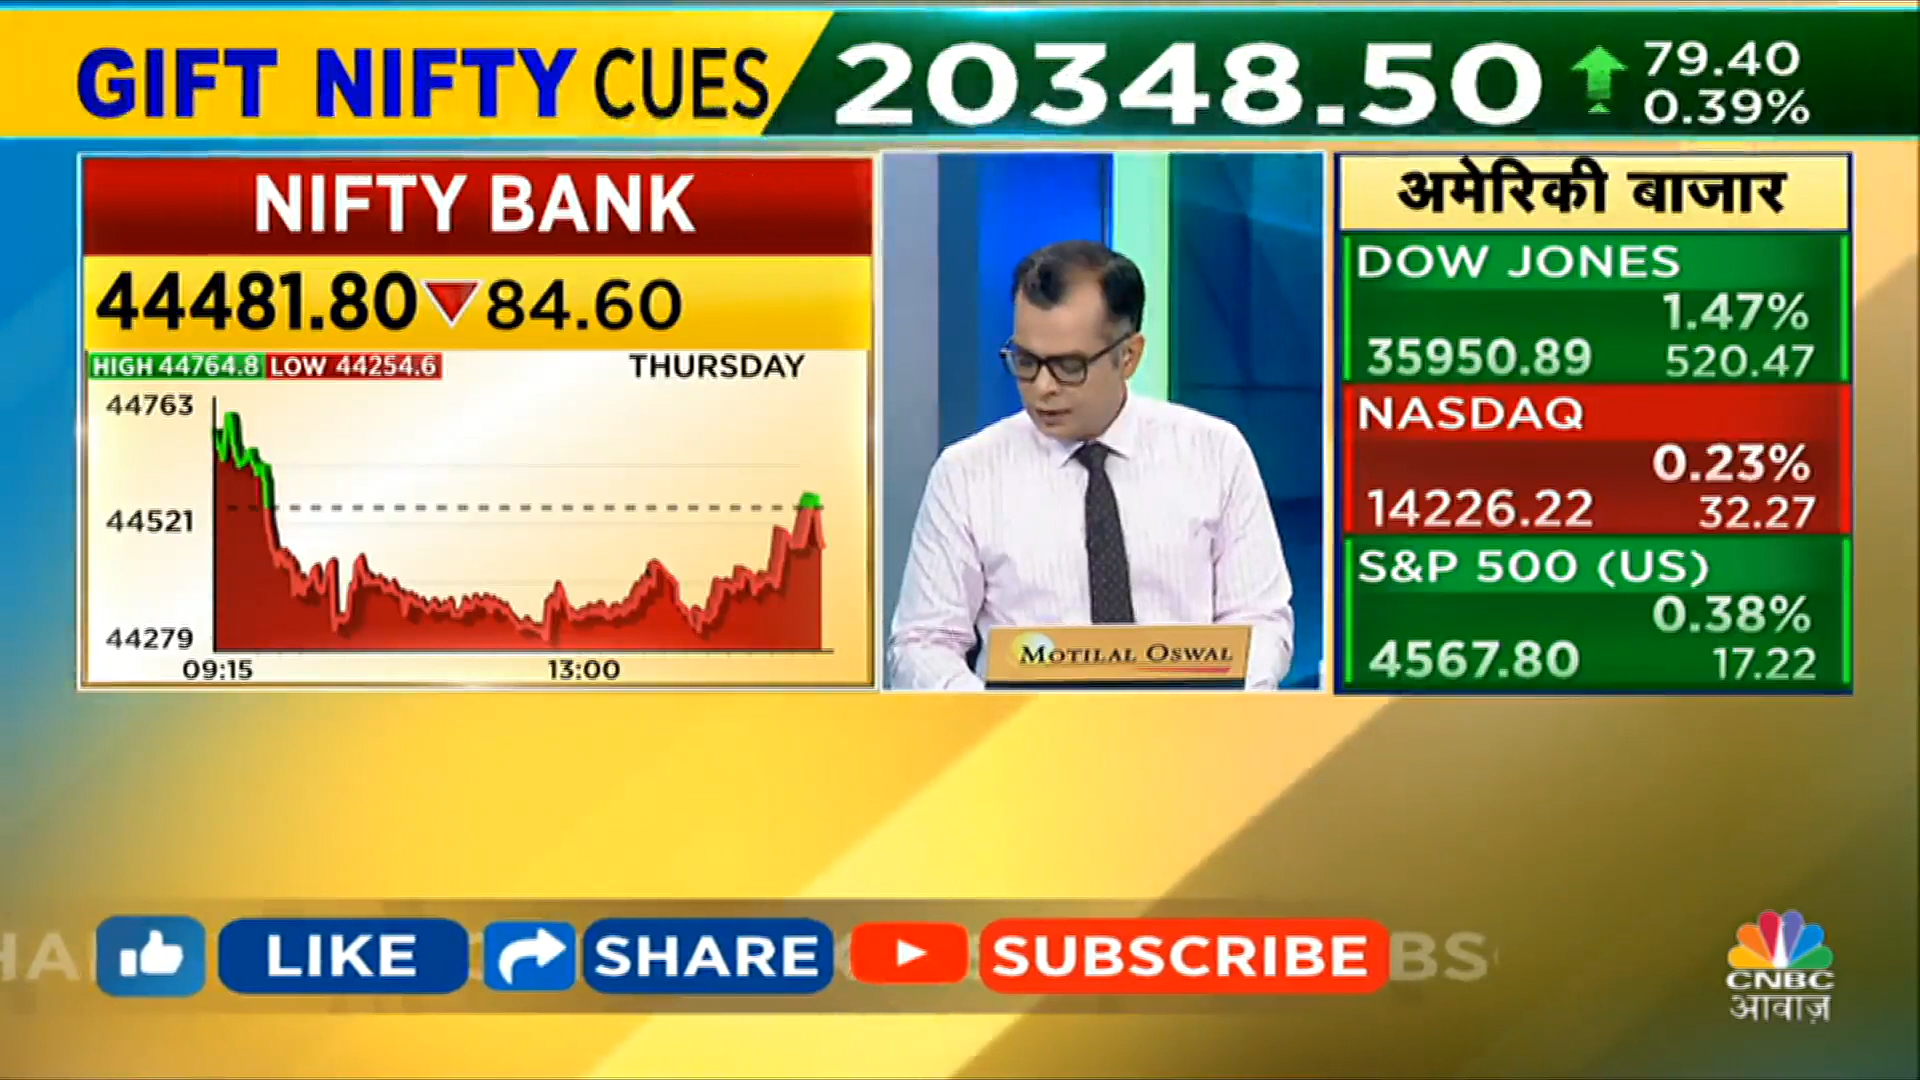 GIFT NIFTY CUES
20348.50
79.40
0.39%
NIFTY BANK
44481.80 84.60
HIGH 44764.8 LOW 44254.6
THURSDAY
44763
44521
44279
09:15 13:00
MOTILAL OSWAL
अमेरिकी बाजार
DOW JONES
1.47%
35950.89 520.47
NASDAQ
0.23%
14226.22 32.27
S&P 500 (US)
0.38%
4567.80 17.22
HA
LIKE
SHARE
SUBSCRIBE
BS
CNBC
आवाज़